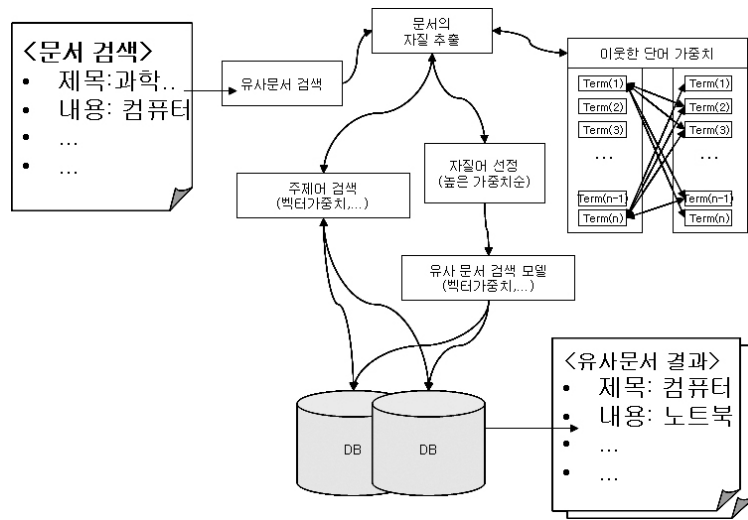 <문서 검색>
• 제목:과학..
• 내용: 컴퓨터
• ...
• ...
유사문서 검색
문서의
자질 추출
이웃한 단어 가중치
Term(1)
Term(2)
Term(3)
...
Term(n-1)
Term(n)
Term(1)
Term(2)
Term(3)
...
Term(n-1)
Term(n)
주제어 검색
(벡터가중치,...)
자질어 선정
(높은 가중치순)
유사 문서 검색 모델
(벡터가중치,...)
DB
DB
<유사문서 결과>
• 제목: 컴퓨터
• 내용: 노트북
• ...
• ...